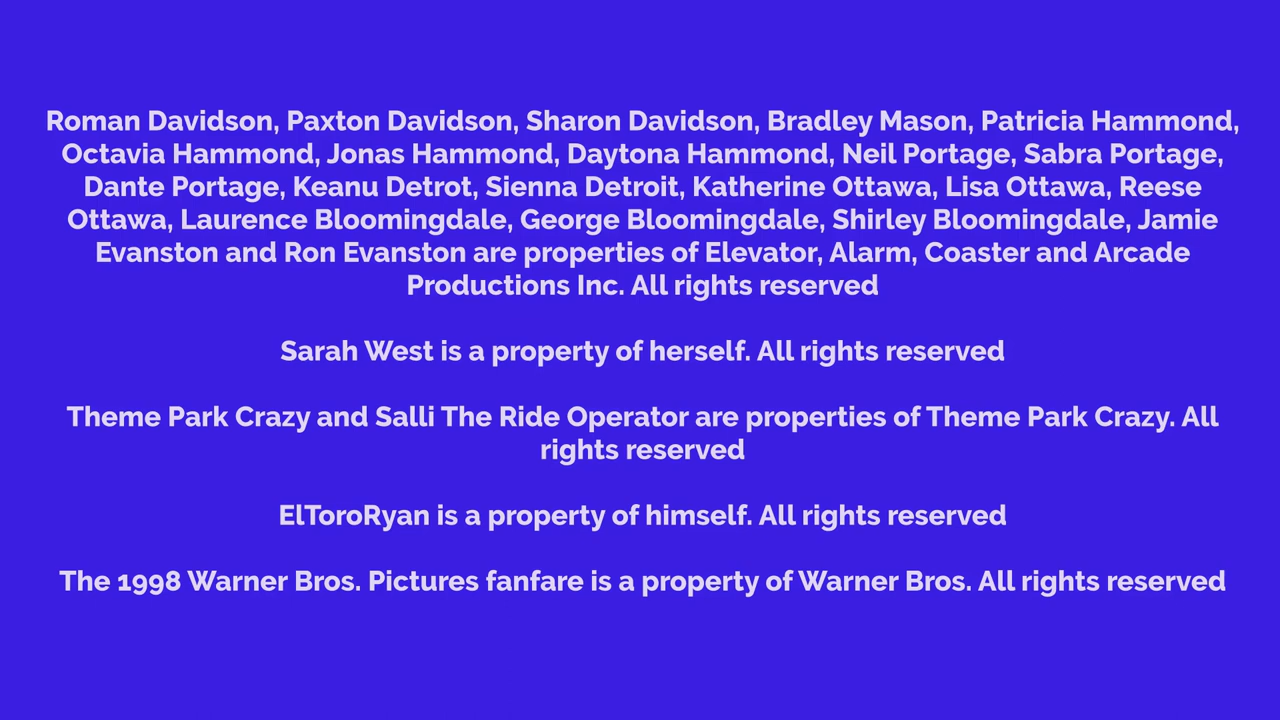 Roman Davidson, Paxton Davidson, Sharon Davidson, Bradley Mason, Patricia Hammond,
Octavia Hammond, Jonas Hammond, Daytona Hammond, Neil Portage, Sabra Portage,
Dante Portage, Keanu Detrot, Sienna Detroit, Katherine Ottawa, Lisa Ottawa, Reese
Ottawa, Laurence Bloomingdale, George Bloomingdale, Shirley Bloomingdale, Jamie
Evanston and Ron Evanston are properties of Elevator, Alarm, Coaster and Arcade
Productions Inc. All rights reserved
Sarah West is a property of herself. All rights reserved
Theme Park Crazy and Salli The Ride Operator are properties of Theme Park Crazy. All
rights reserved
ElToroRyan is a property of himself. All rights reserved
The 1998 Warner Bros. Pictures fanfare is a property of Warner Bros. All rights reserved